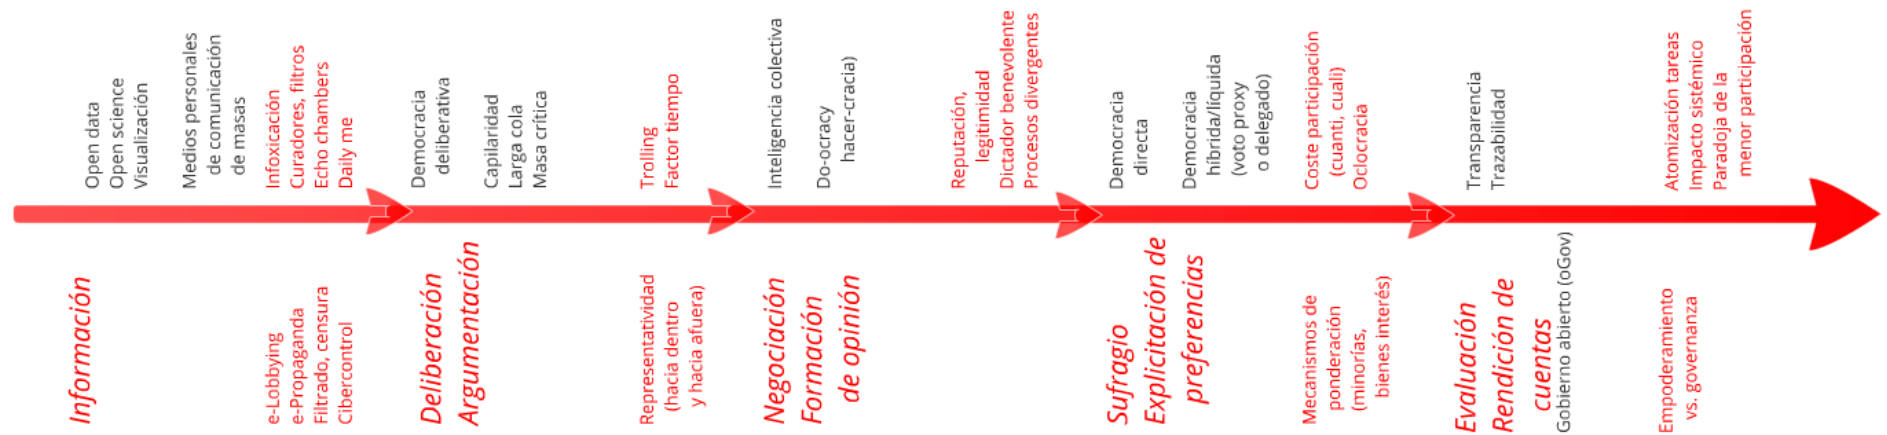 Open data
Open science
Visualización
Medios personales
de comunicación
de masas
Infoxicación
Curadores, filtros
Echo chambers
Daily me
Información
e-Lobbying
e-Propaganda
Filtrado, censura
Cibercontrol
Democracia
deliberativa
Capilaridad
Larga cola
Masa crítica
Trolling
Factor tiempo
Deliberación
Argumentación
Representatividad
(hacia dentro
y hacia afuera)
Inteligencia colectiva
Do-ocracy
hacer-cracia)
Reputación,
legitimidad
Dictador benevolente
Procesos divergentes
Negociación
Formación
de opinión
Democracia
directa
Democracia
híbrida/líquida
(voto proxy
o delegado)
Coste participación
(cuanti, cuali)
Oclocracia
Sufragio
Explicitación de
preferencias
Mecanismos de
ponderación
(minorías,
bienes interés)
Transparencia
Trazabilidad
Atomización tareas
Impacto sistémico
Paradoja de la
menor participación
Evaluación
Rendición de
cuentas
Gobierno abierto (oGov)
Empoderamiento
vs. governanza